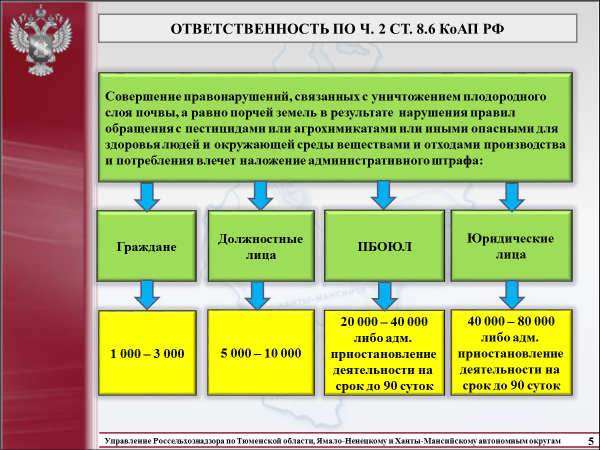 ОТВЕТСТВЕННОСТЬ ПО Ч. 2 СТ. 8.6 КоАП РФ
Совершение правонарушений, связанных с уничтожением плодородного
слоя почвы, а равно порчей земель в результате нарушения правил
обращения с пестицидами или агрохимикатами или иными опасными для
здоровья людей и окружающей среды веществами и отходами производства
и потребления влечет наложение административного штрафа:
Граждане
Должностные
лица
ПБОЮЛ
Юридические
лица
ХАНТЫ-МАНСИЙСК
1 000 – 3 000
5 000 – 10 000
20 000 – 40 000
либо адм.
приостановление
деятельности на
срок до 90 суток
40 000 – 80 000
либо адм.
приостановление
деятельности на
срок до 90 суток
Управление Россельхознадзора по Тюменской области, Ямало-Ненецкому и Ханты-Мансийскому автономным округам
5